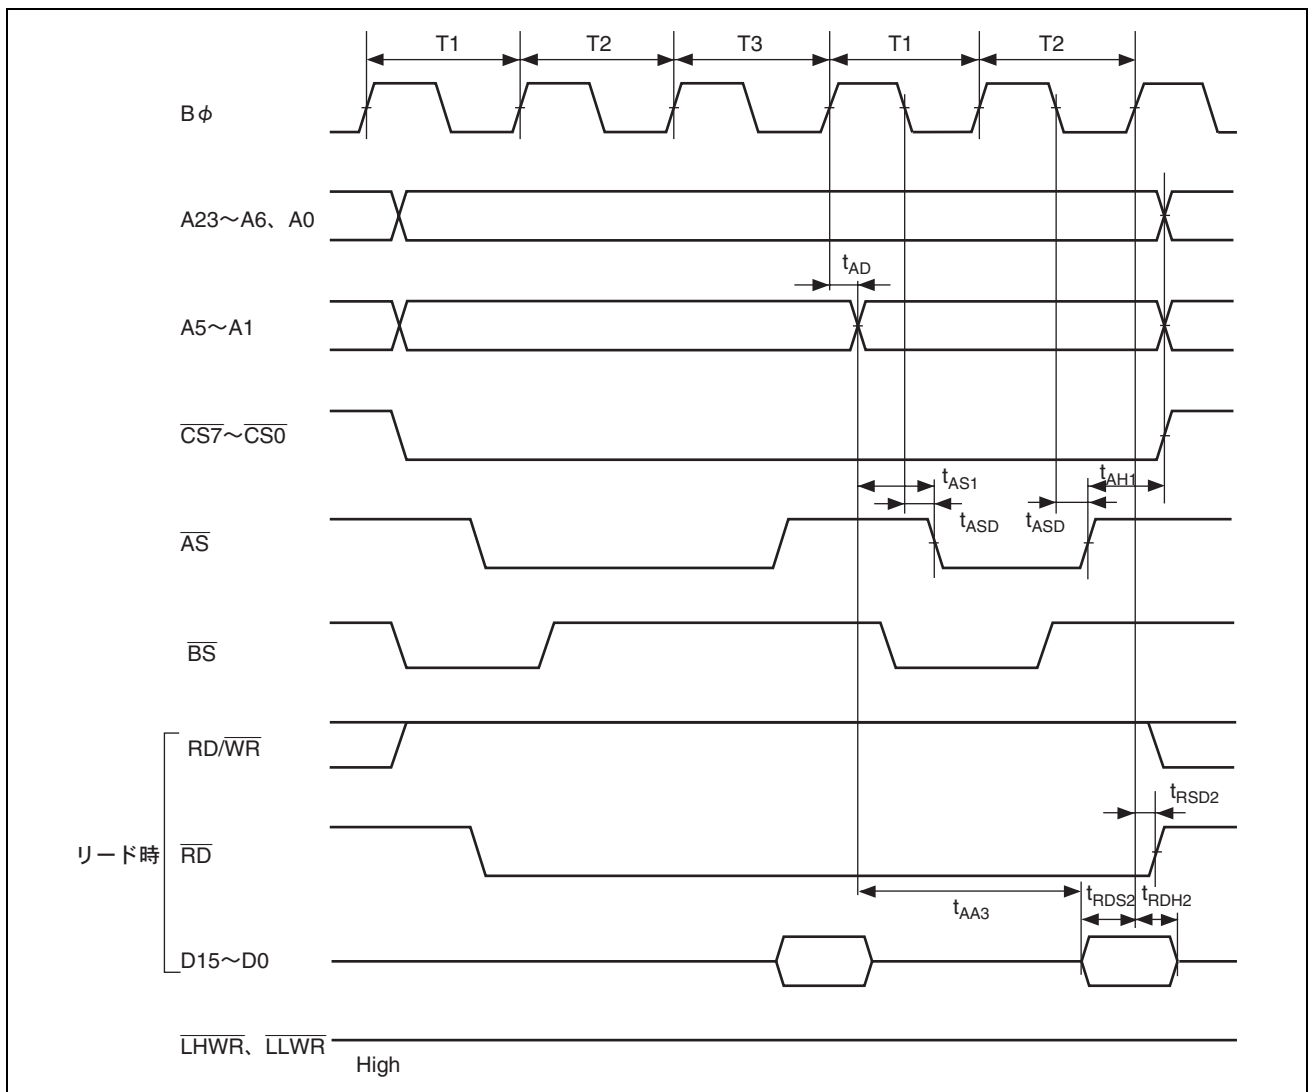 T1 T2 T3 T1 T2
Bφ
A23～A6、A0
tAD
A5～A1
CS7～CS0
tAS1 tAH1
tASD tASD
AS
BS
RD/WR
tRSD2
リード時 RD
tAA3 tRDS2 tRDH2
D15～D0
LHWR、LLWR
High